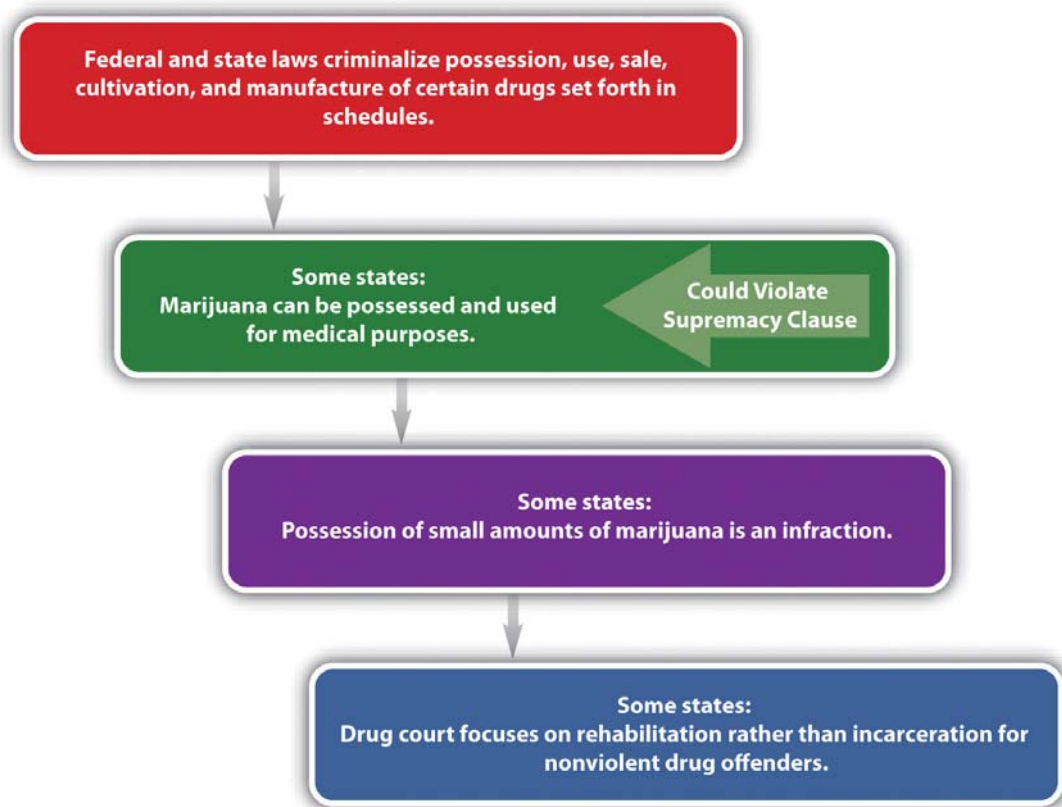 Federal and state laws criminalize possession, use, sale,
cultivation, and manufacture of certain drugs set forth in
schedules.
Some states:
Marijuana can be possessed and used
for medical purposes.
Could Violate
Supremacy Clause
Some states:
Possession of small amounts of marijuana is an infraction.
Some states:
Drug court focuses on rehabilitation rather than incarceration for
nonviolent drug offenders.